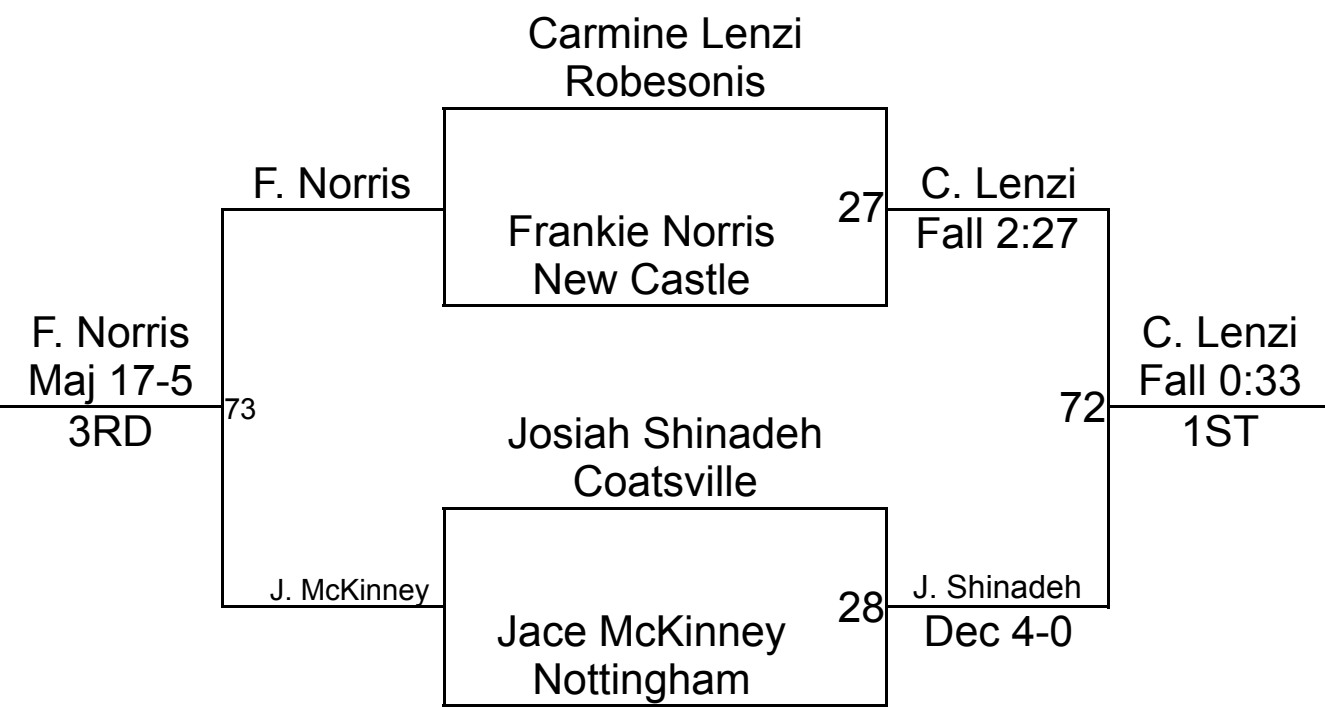 Carmine Lenzi
Robesonis
F. Norris
27
C. Lenzi
Fall 2:27
Frankie Norris
New Castle
F. Norris
Maj 17-5
3RD
73
72
C. Lenzi
Fall 0:33
1ST
Josiah Shinadeh
Coatsville
J. McKinney
28
J. Shinadeh
Dec 4-0
Jace McKinney
Nottingham